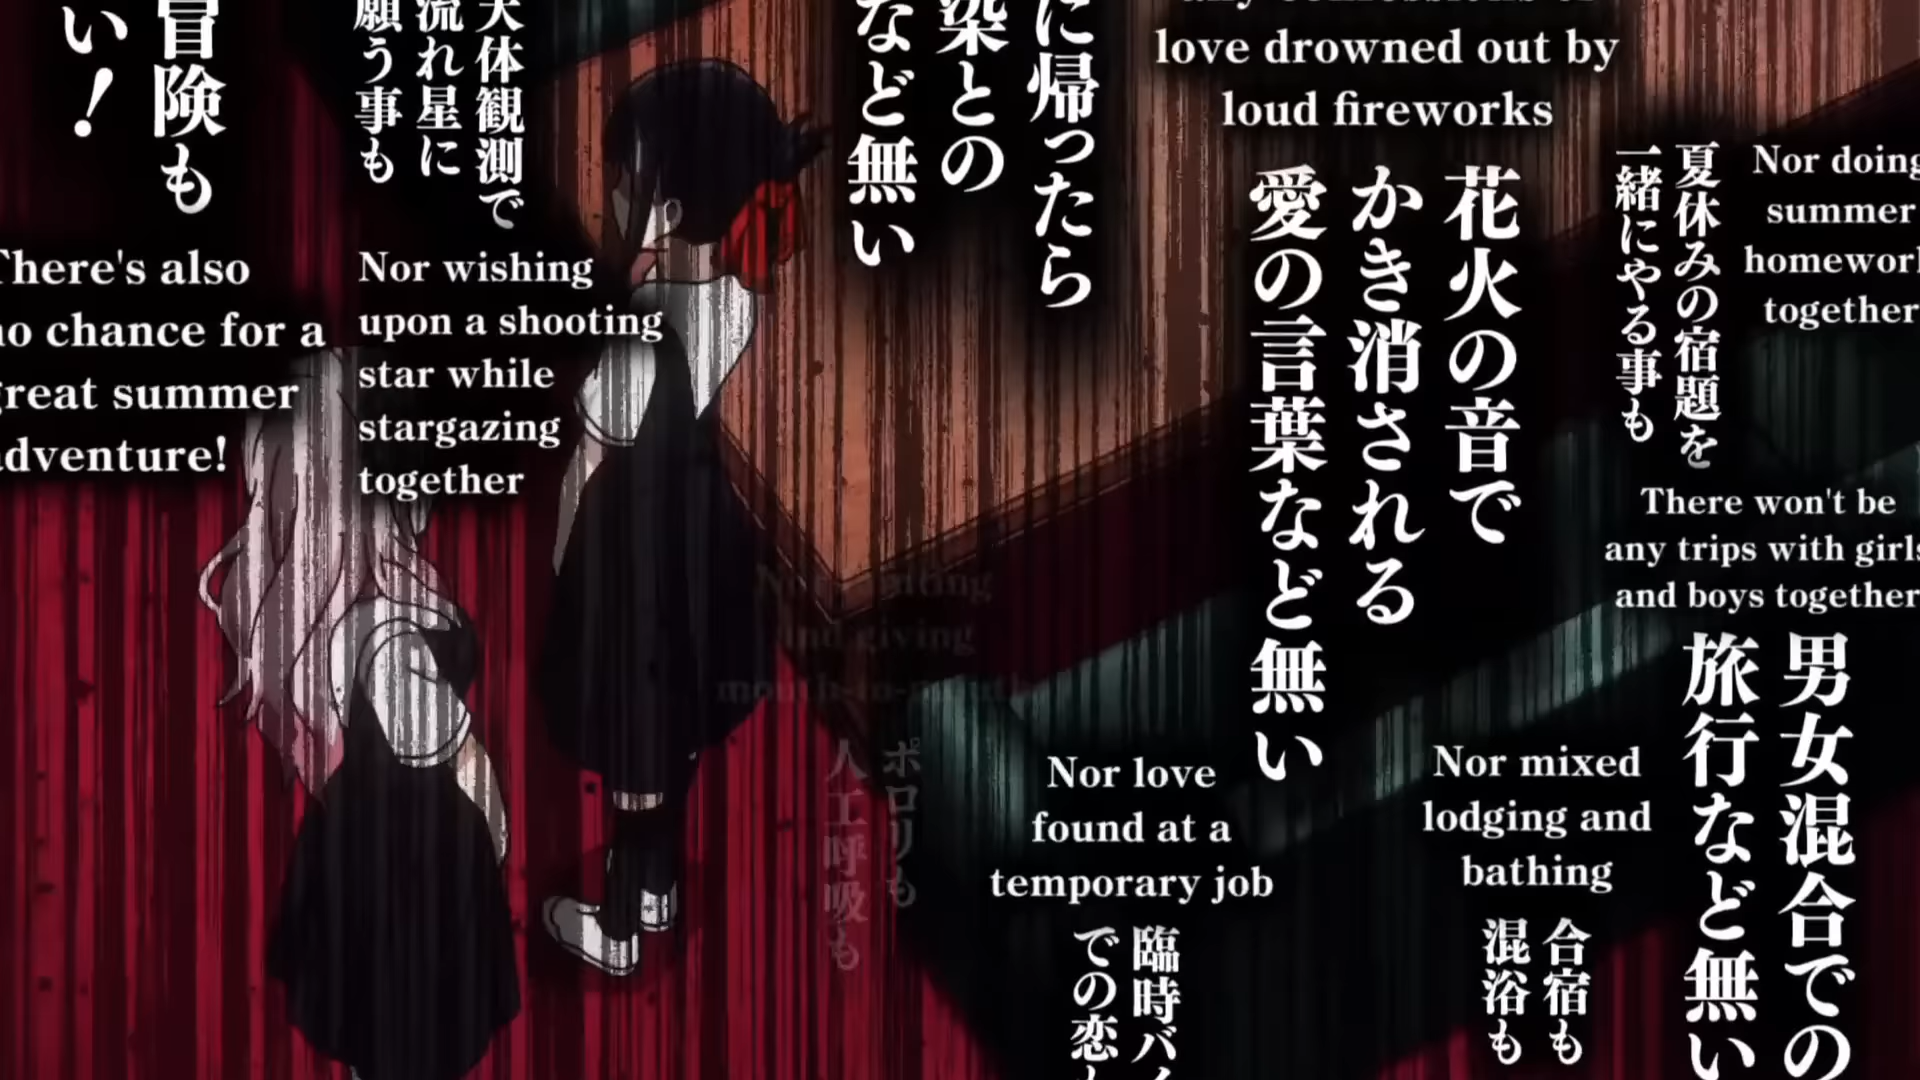 冒険も
い!
There's also
no chance for a
great summer
adventure!
天体観測で
流れ星に
願う事も
Nor wishing
upon a shooting
star while
stargazing
together
に帰ったら
染との
など無い
love drowned out by
loud fireworks
花火の音で
かき消される
愛の言葉など無い
Nor doing
summer
homework
together
夏休みの宿題を
一緒にやる事も
There won't be
any trips with girls
and boys together
男女混合での
旅行など無い
Nor mixed
lodging and
bathing
合宿も
混浴も
Nor love
found at a
temporary job
臨時バイ
での恋も
and giving
mouth-to-mouth
ポロリも
人工呼吸も